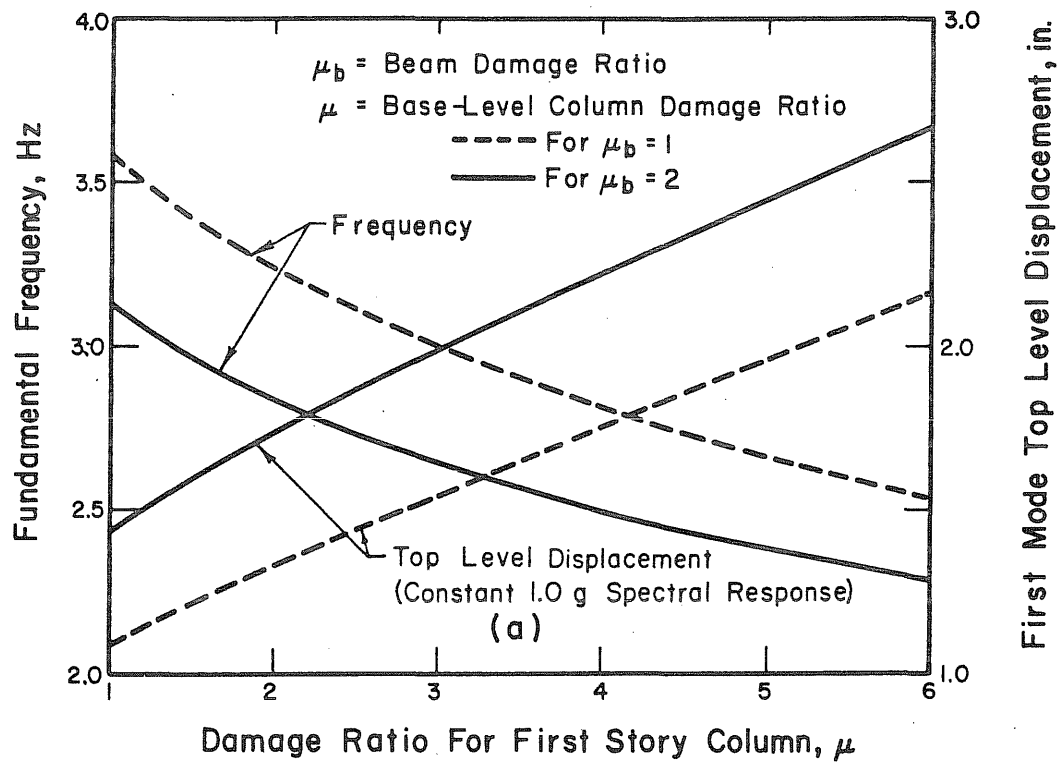 4.0
3.5
3.0
2.5
2.0
Fundamental Frequency, Hz
μb = Beam Damage Ratio
μ = Base-Level Column Damage Ratio
For μb = 1
For μb = 2
Frequency
Top Level Displacement
(Constant 1.0 g Spectral Response)
(a)
3.0
2.0
1.0
First Mode Top Level Displacement, in.
1 2 3 4 5 6
Damage Ratio For First Story Column, μ